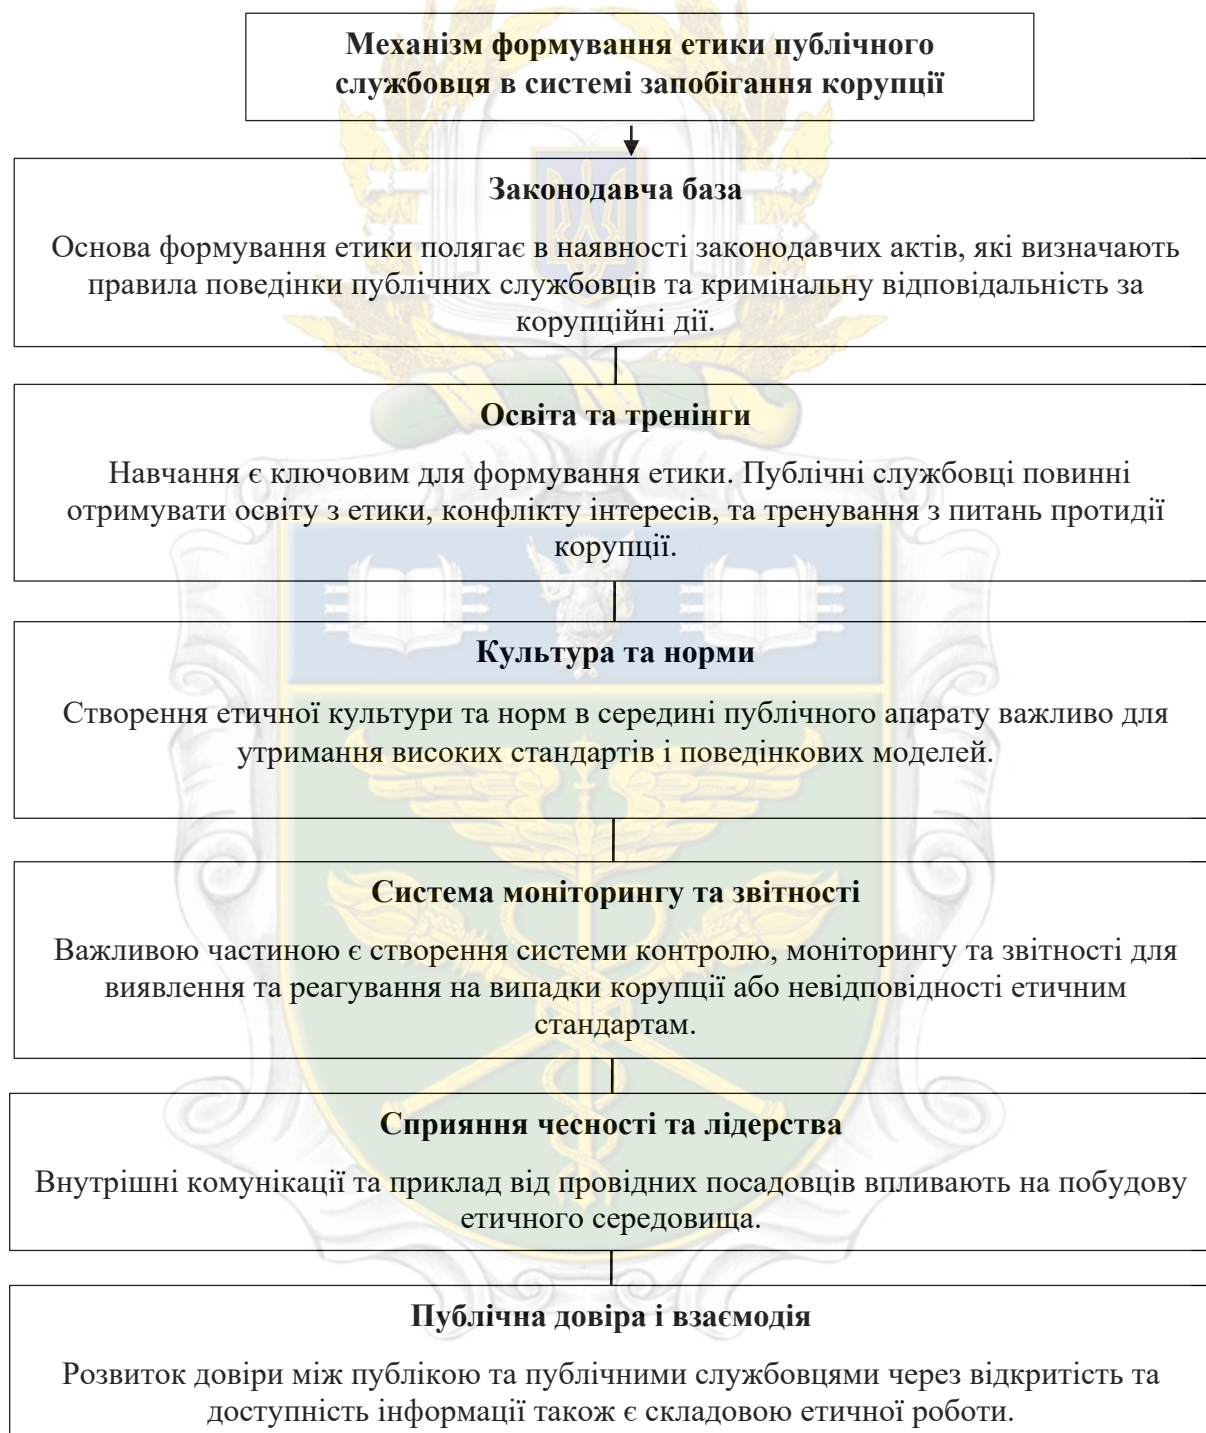 Механізм формування етики публічного
службовця в системі запобігання корупції
Законодавча база
Основа формування етики полягає в наявності законодавчих актів, які визначають
правила поведінки публічних службовців та кримінальну відповідальність за
корупційні дії.
Освіта та тренінги
Навчання є ключовим для формування етики. Публічні службовці повинні
отримувати освіту з етики, конфлікту інтересів, та тренування з питань протидії
корупції.
Культура та норми
Створення етичної культури та норм в середині публічного апарату важливо для
утримання високих стандартів і поведінкових моделей.
Система моніторингу та звітності
Важливою частиною є створення системи контролю, моніторингу та звітності для
виявлення та реагування на випадки корупції або невідповідності етичним
стандартам.
Сприяння чесності та лідерства
Внутрішні комунікації та приклад від провідних посадовців впливають на побудову
етичного середовища.
Публічна довіра і взаємодія
Розвиток довіри між публікою та публічними службовцями через відкритість та
доступність інформації також є складовою етичної роботи.